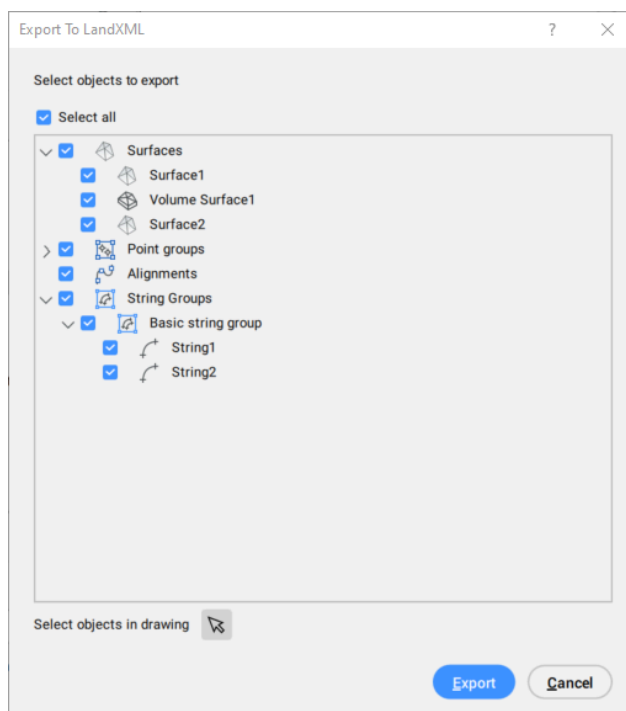 Export To LandXML
?
Select objects to export
Select all
Surfaces
Surface1
Volume Surface1
Surface2
Point groups
Alignments
String Groups
Basic string group
String1
String2
Select objects in drawing
Export
Cancel